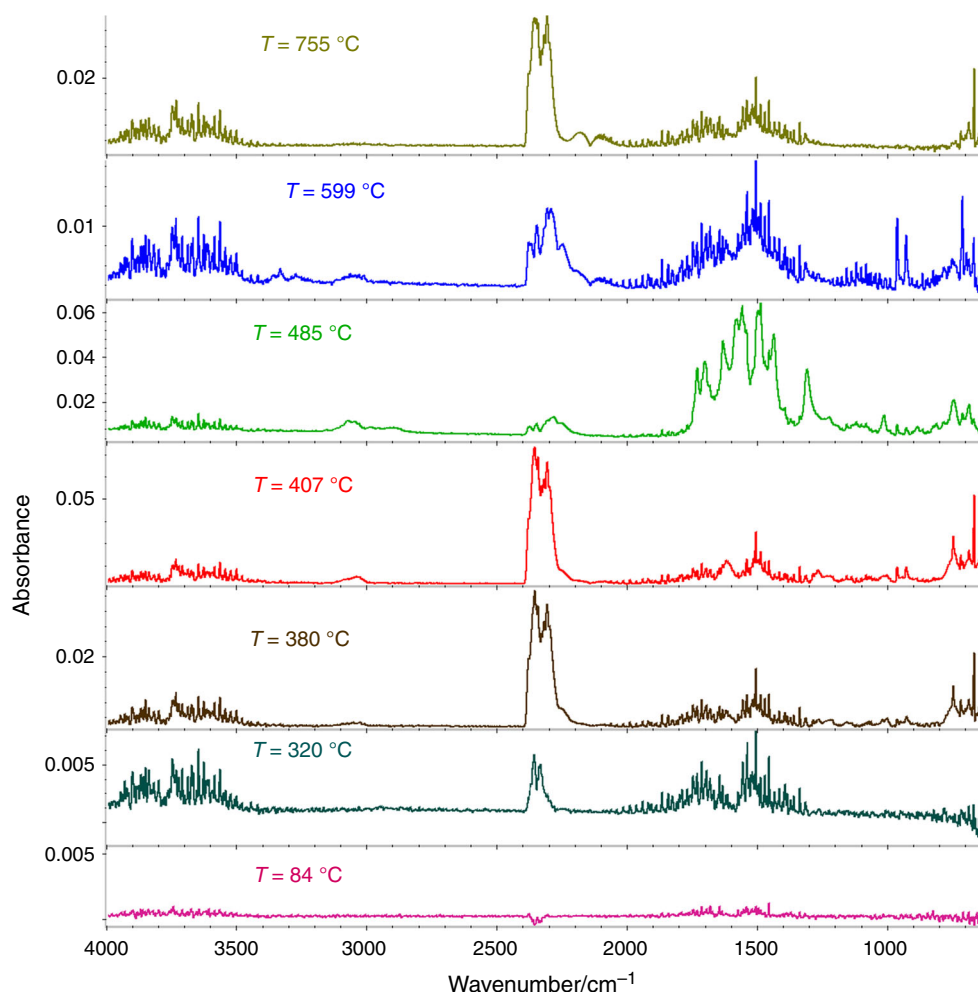 T = 755 °C
0.02
T = 599 °C
0.01
0.06
T = 485 °C
0.04
0.02
T = 407 °C
0.05
Absorbance
T = 380 °C
0.02
T = 320 °C
0.005
0.005
T = 84 °C
4000 3500 3000 2500 2000 1500 1000
Wavenumber/cm⁻¹